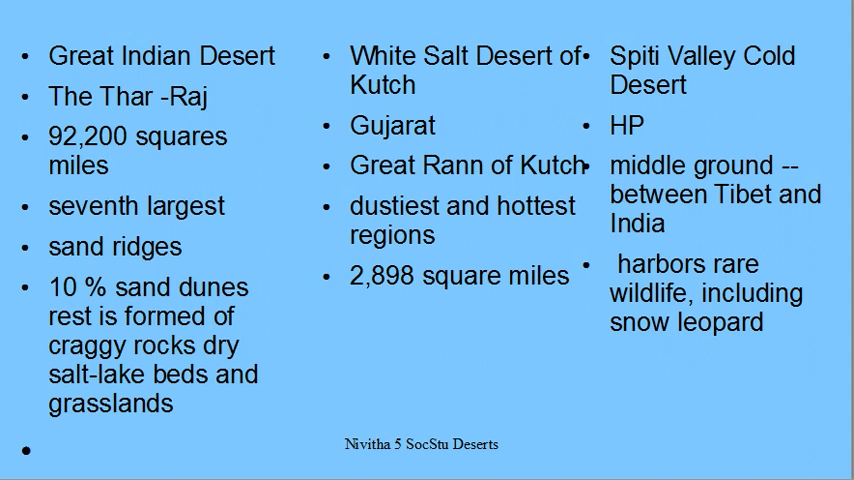 • Great Indian Desert
• The Thar -Raj
• 92,200 squares
miles
• seventh largest
• sand ridges
• 10 % sand dunes
rest is formed of
craggy rocks dry
salt-lake beds and
grasslands
•
• White Salt Desert of
Kutch
• Gujarat
• Great Rann of Kutch
• dustiest and hottest
regions
• 2,898 square miles
• Spiti Valley Cold
Desert
• HP
• middle ground --
between Tibet and
India
• harbors rare
wildlife, including
snow leopard
Nivitha 5 SocStu Deserts